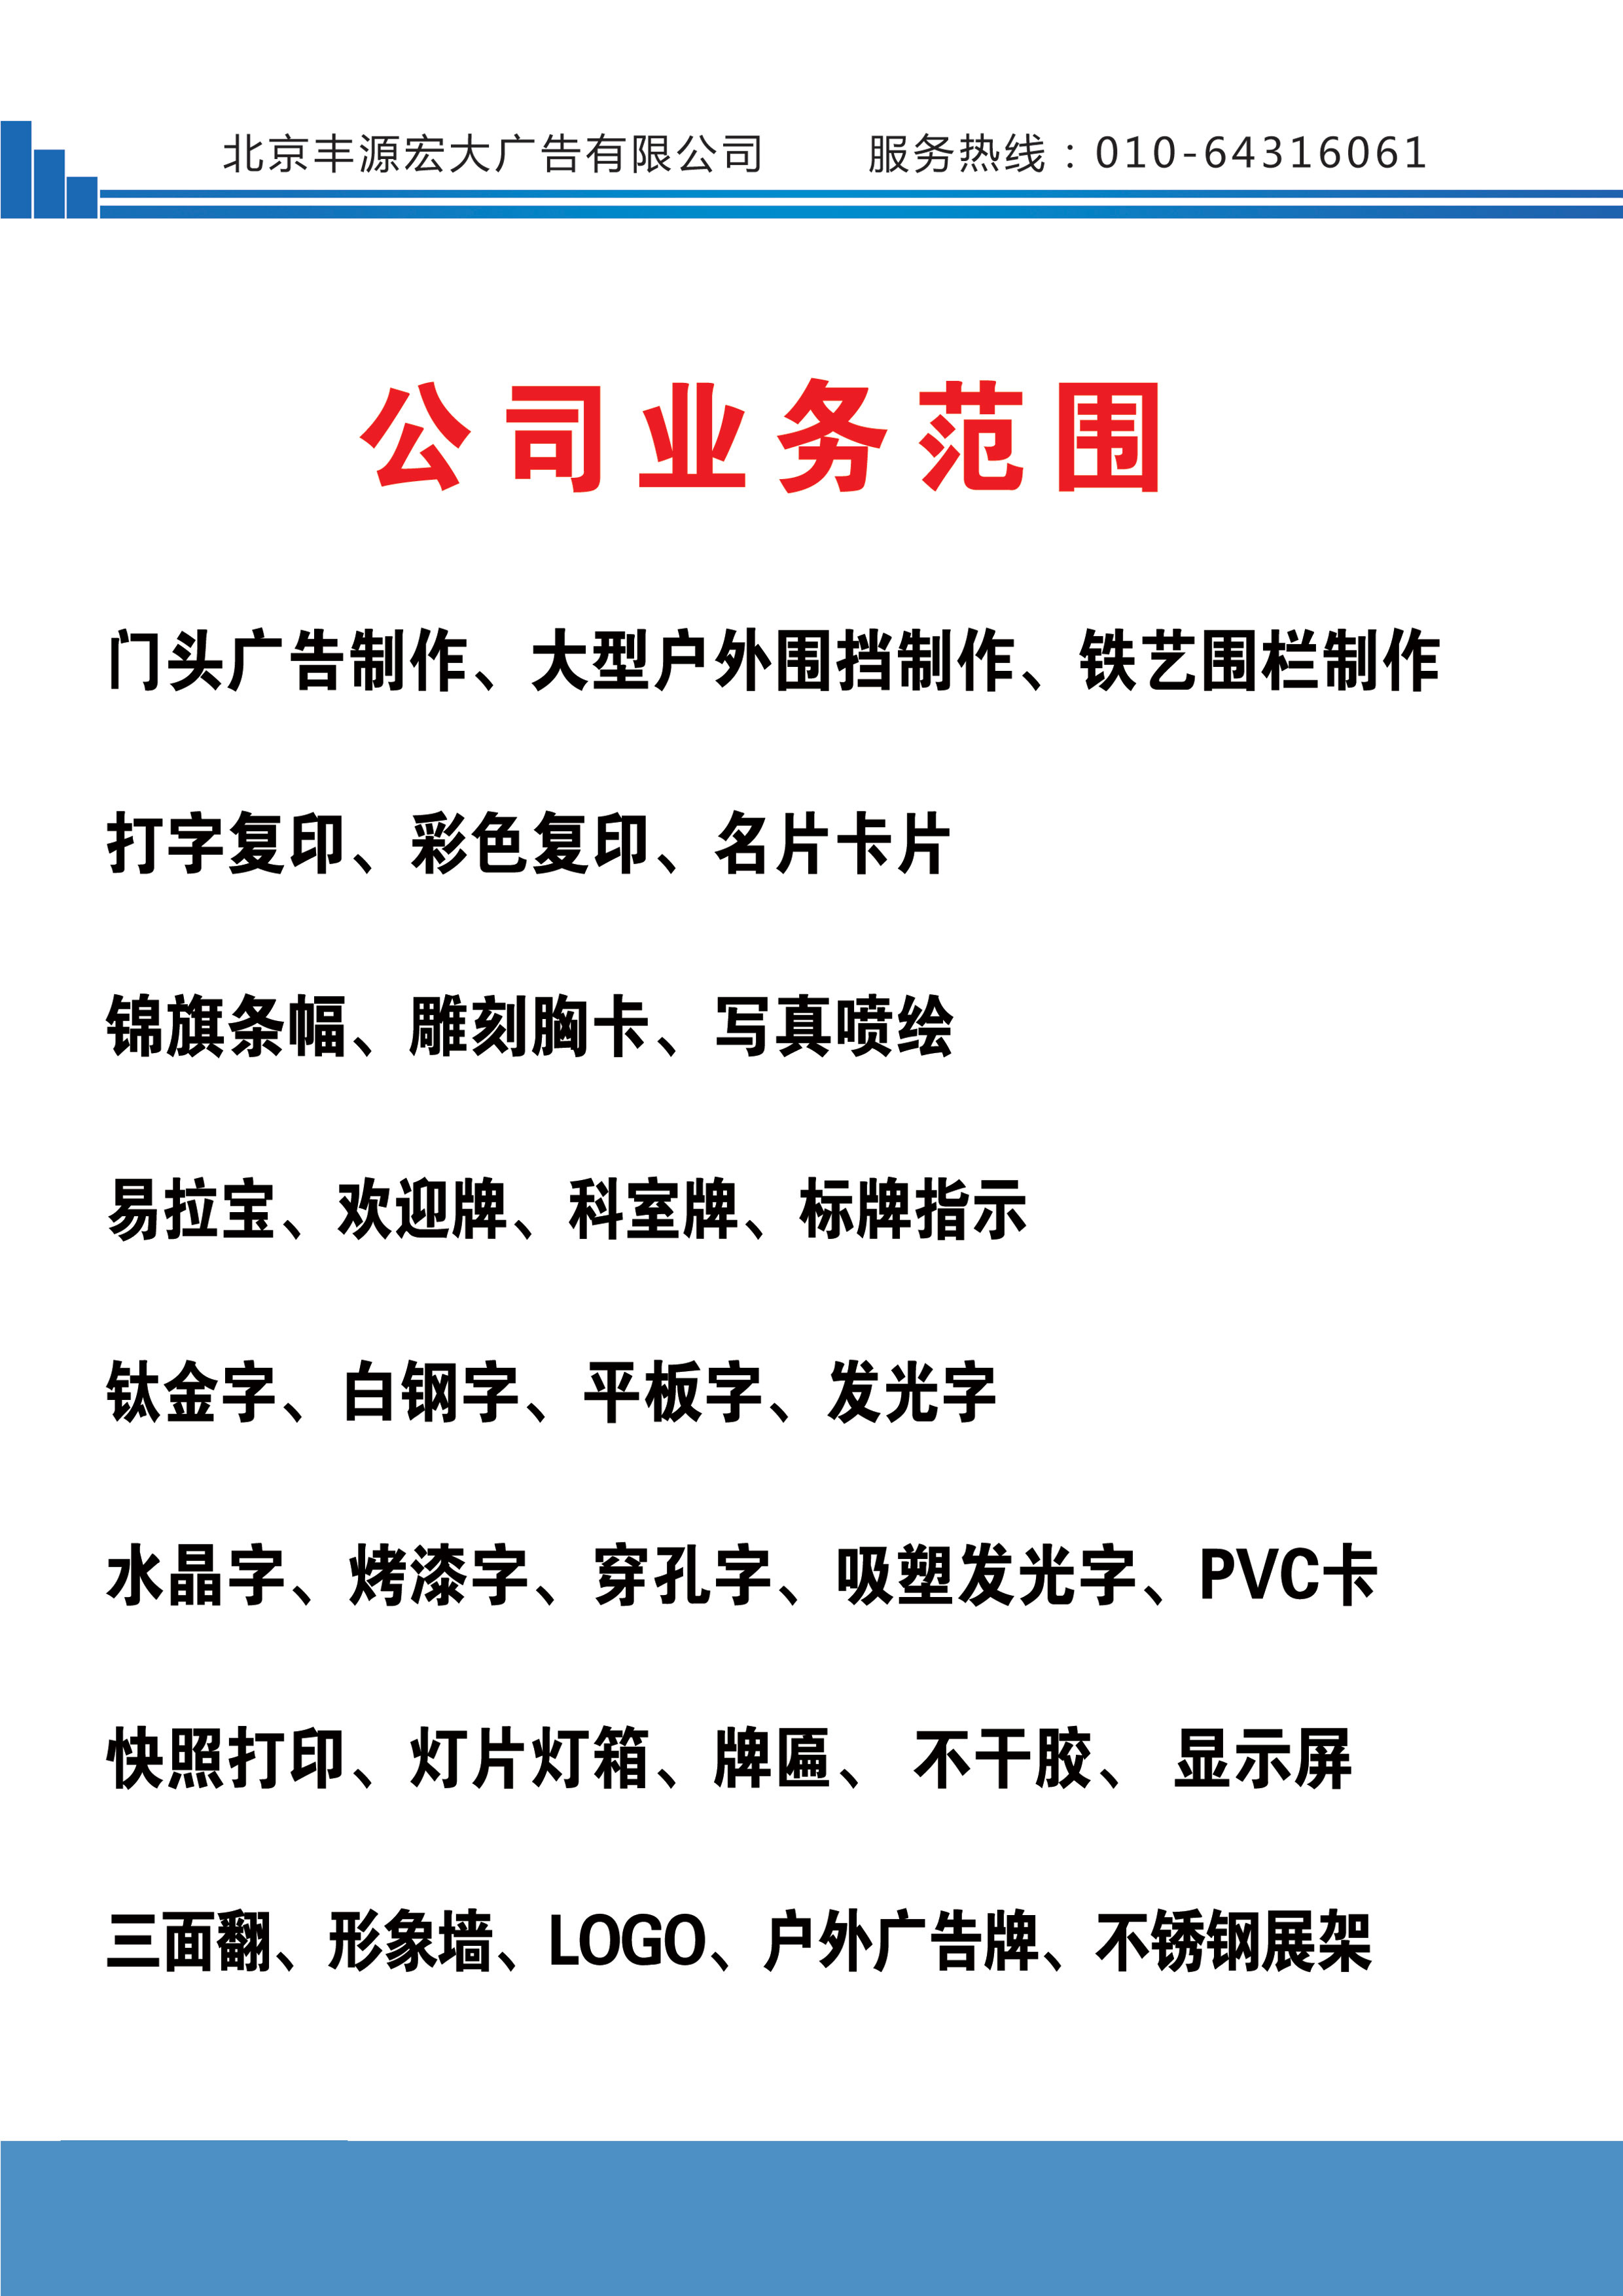 北京丰源宏大广告有限公司 服务热线：010-64316061
公司业务范围
门头广告制作、大型户外围挡制作、铁艺围栏制作
打字复印、彩色复印、名片卡片
锦旗条幅、雕刻胸卡、写真喷绘
易拉宝、欢迎牌、科室牌、标牌指示
钛金字、白钢字、平板字、发光字
水晶字、烤漆字、穿孔字、吸塑发光字、PVC卡
快照打印、灯片灯箱、牌匾、 不干胶、 显示屏
三面翻、形象墙、LOGO、户外广告牌、不锈钢展架